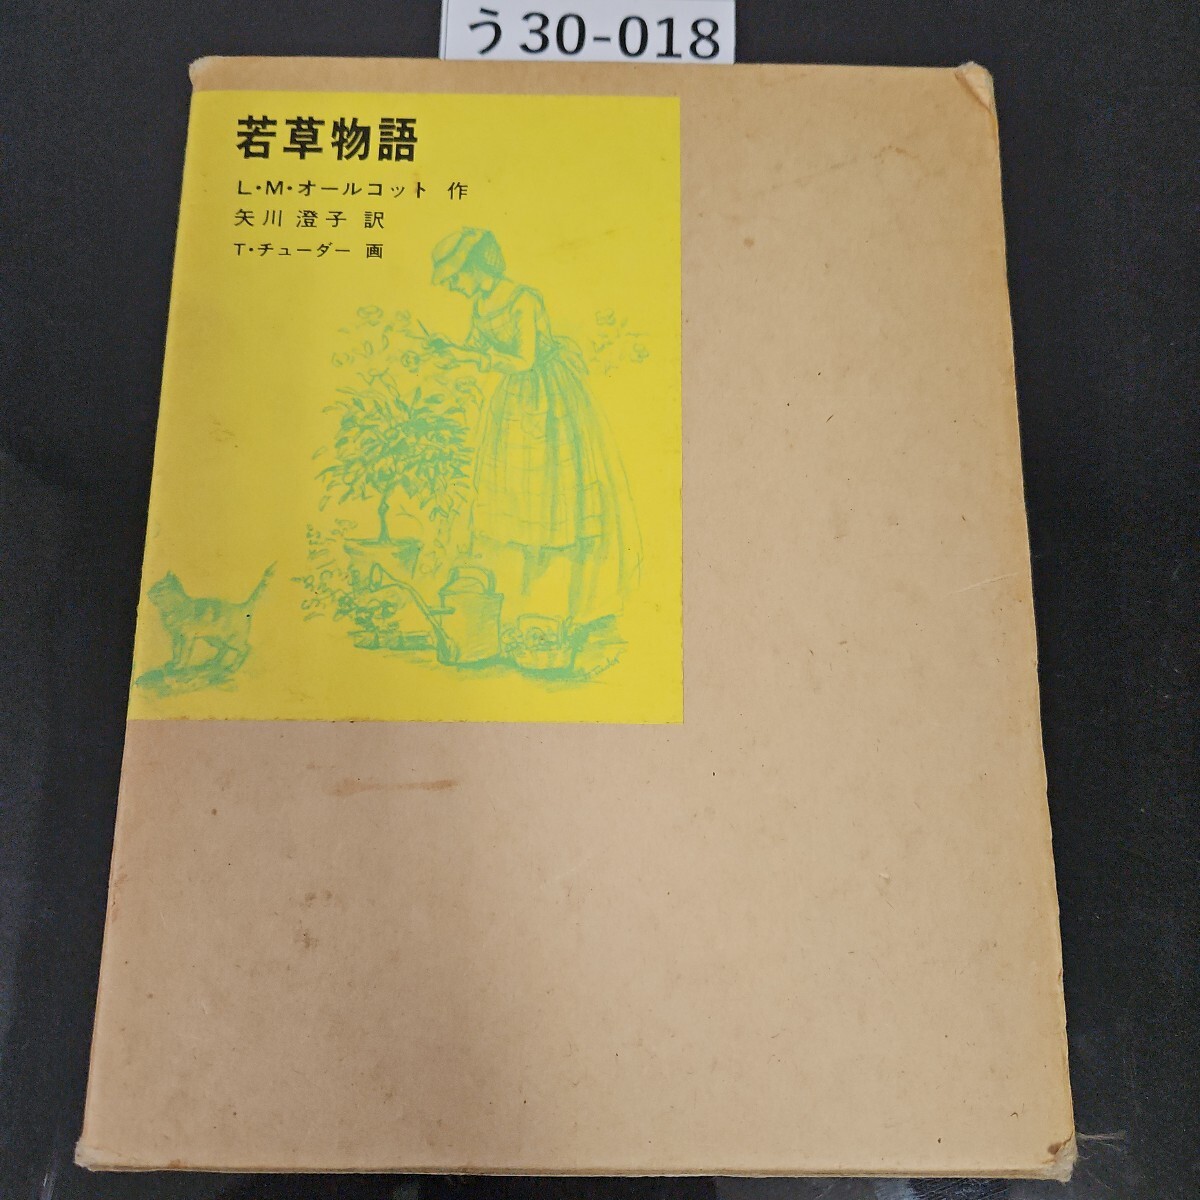 う30-018
若草物語
L・M・オールコット 作
矢川澄子 訳
T・チューダー 画